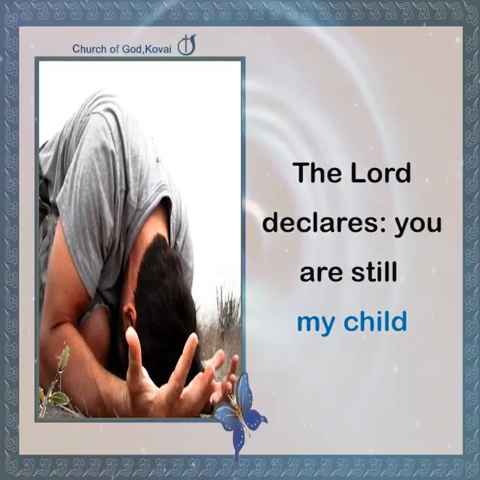 Church of God,Kovai
The Lord
declares: you
are still
my child